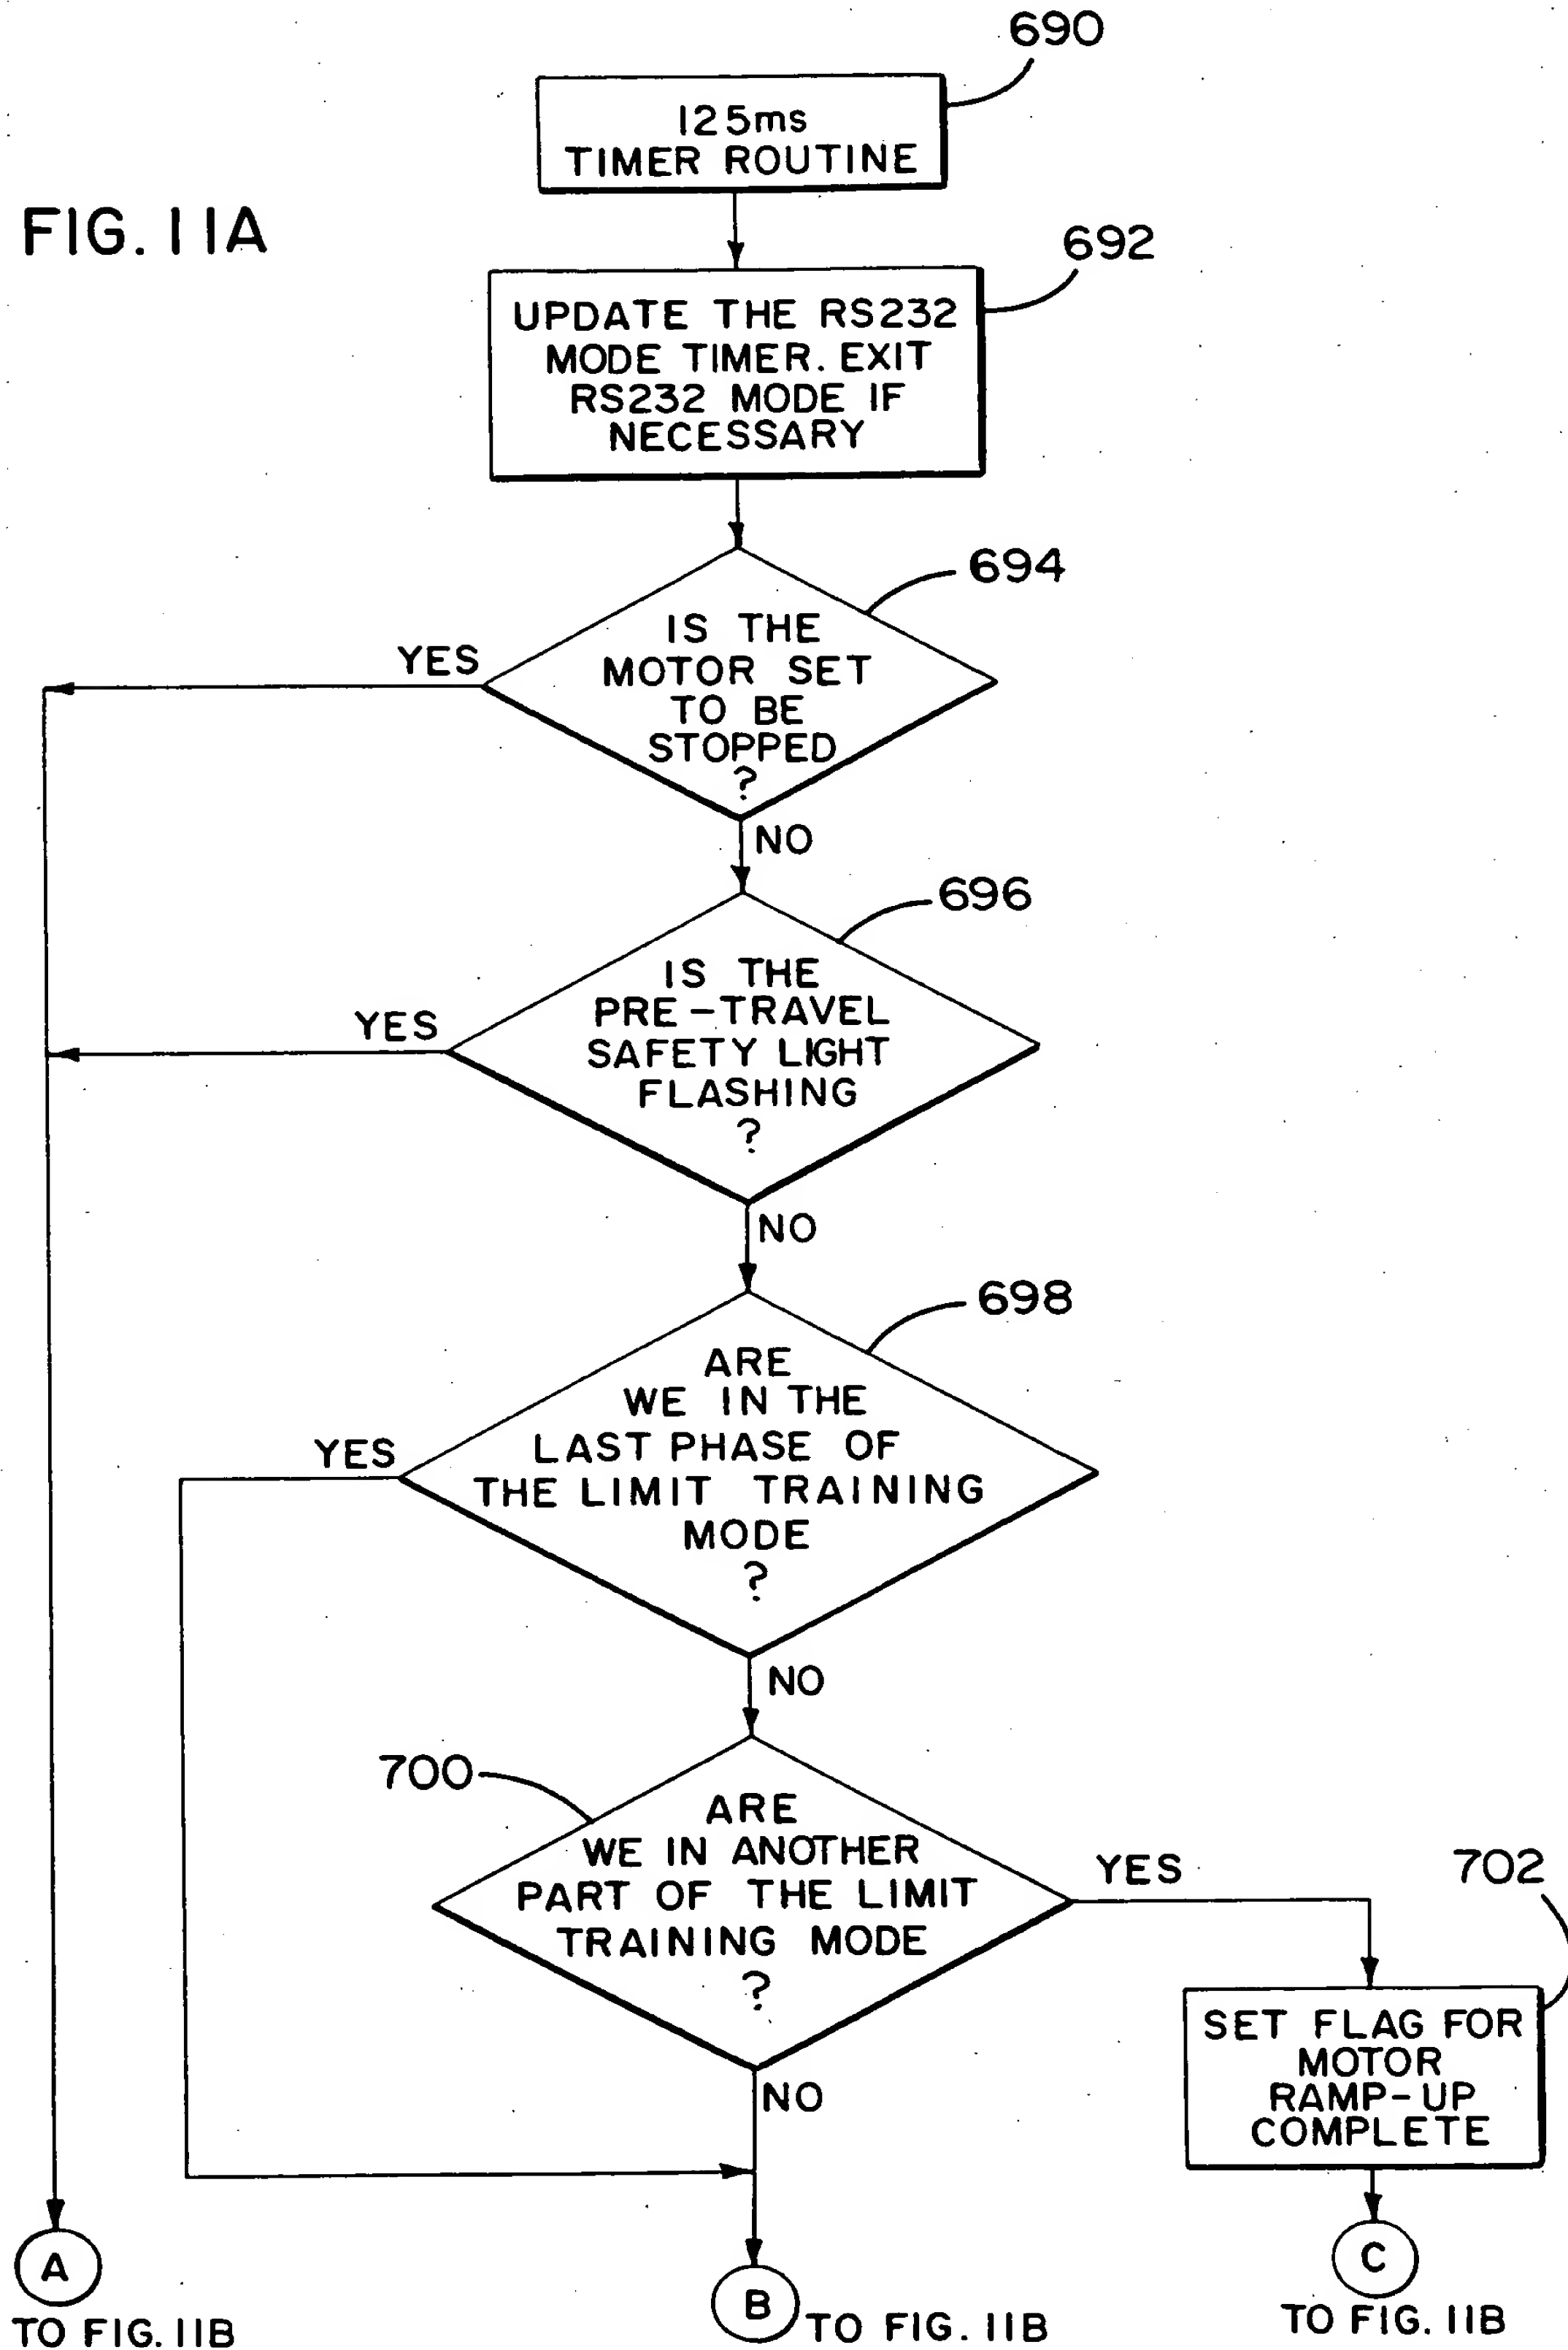 690
125ms
TIMER ROUTINE
FIG. 11A
692
UPDATE THE RS232
MODE TIMER. EXIT
RS232 MODE IF
NECESSARY
694
IS THE
MOTOR SET
TO BE
STOPPED
?
YES
NO
696
IS THE
PRE-TRAVEL
SAFETY LIGHT
FLASHING
?
YES
NO
698
ARE
WE IN THE
LAST PHASE OF
THE LIMIT TRAINING
MODE
?
YES
NO
700
ARE
WE IN ANOTHER
PART OF THE LIMIT
TRAINING MODE
?
YES
NO
702
SET FLAG FOR
MOTOR
RAMP-UP
COMPLETE
A
TO FIG. 11B
B
TO FIG. 11B
C
TO FIG. 11B